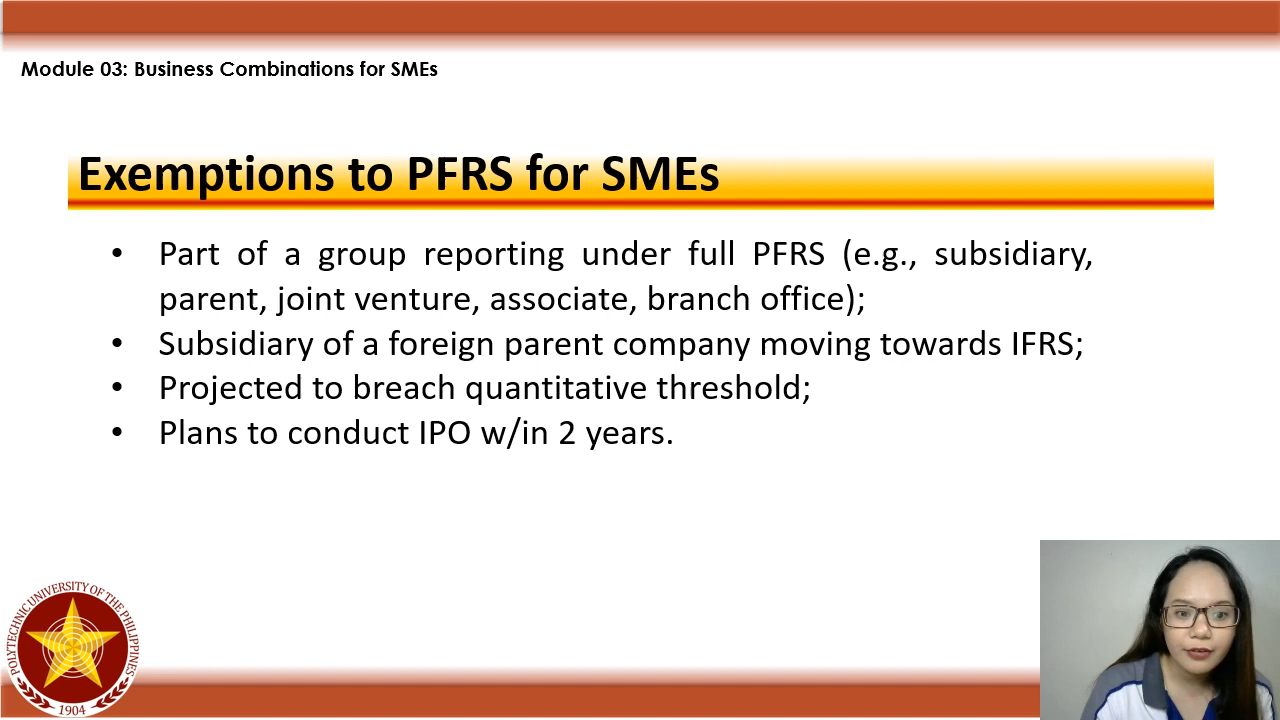 Module 03: Business Combinations for SMEs
Exemptions to PFRS for SMEs
• Part of a group reporting under full PFRS (e.g., subsidiary,
parent, joint venture, associate, branch office);
• Subsidiary of a foreign parent company moving towards IFRS;
• Projected to breach quantitative threshold;
• Plans to conduct IPO w/in 2 years.
POLYTECHNIC UNIVERSITY OF THE PHILIPPINES
1904